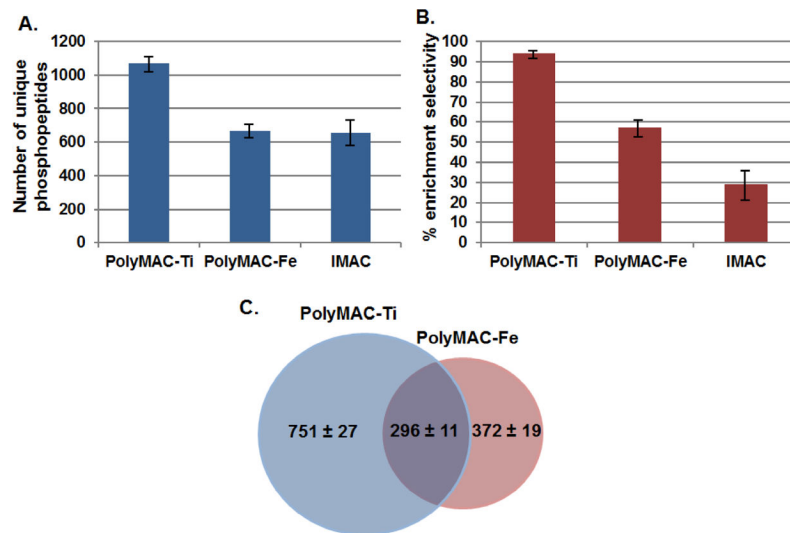 A.
Number of unique
phosphopeptides
1200
1000
800
600
400
200
0
PolyMAC-Ti PolyMAC-Fe IMAC
B.
% enrichment selectivity
100
90
80
70
60
50
40
30
20
10
0
PolyMAC-Ti PolyMAC-Fe IMAC
C.
PolyMAC-Ti
PolyMAC-Fe
751 ± 27 296 ± 11 372 ± 19